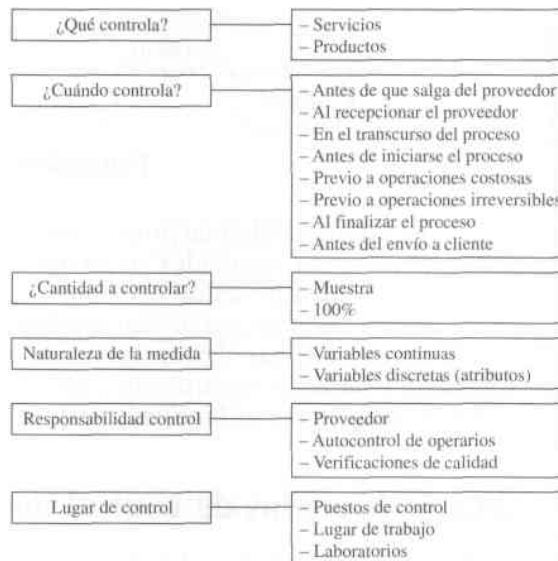 ¿Qué controla?
– Servicios
– Productos
¿Cuándo controla?
– Antes de que salga del proveedor
– Al recepcionar el proveedor
– En el transcurso del proceso
– Antes de iniciarse el proceso
– Previo a operaciones costosas
– Previo a operaciones irreversibles
– Al finalizar el proceso
– Antes del envío a cliente
¿Cantidad a controlar?
– Muestra
– 100%
Naturaleza de la medida
– Variables continuas
– Variables discretas (atributos)
Responsabilidad control
– Proveedor
– Autocontrol de operarios
– Verificaciones de calidad
Lugar de control
– Puestos de control
– Lugar de trabajo
– Laboratorios